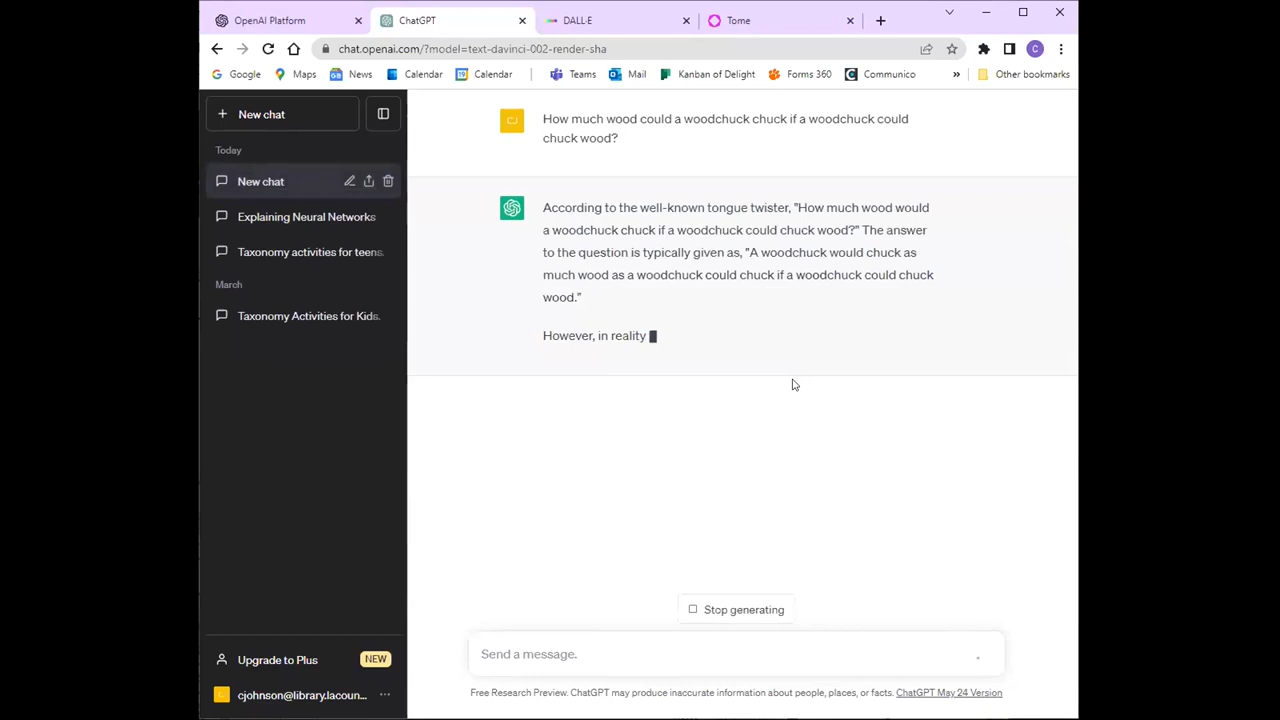 OpenAI Platform
ChatGPT
DALL·E
Tome
chat.openai.com/?model=text-davinci-002-render-sha
C
Google
Maps
News
Calendar
Calendar
Teams
Mail
Kanban of Delight
Forms 360
Communico
»
Other bookmarks
+ New chat
Today
New chat
Explaining Neural Networks
Taxonomy activities for teens.
March
Taxonomy Activities for Kids.
Upgrade to Plus
NEW
cjohnson@library.lacoun...
CJ
How much wood could a woodchuck chuck if a woodchuck could
chuck wood?
According to the well-known tongue twister, "How much wood would
a woodchuck chuck if a woodchuck could chuck wood?" The answer
to the question is typically given as, "A woodchuck would chuck as
much wood as a woodchuck could chuck if a woodchuck could chuck
wood."
However, in reality
Stop generating
Send a message.
Free Research Preview. ChatGPT may produce inaccurate information about people, places, or facts. ChatGPT May 24 Version